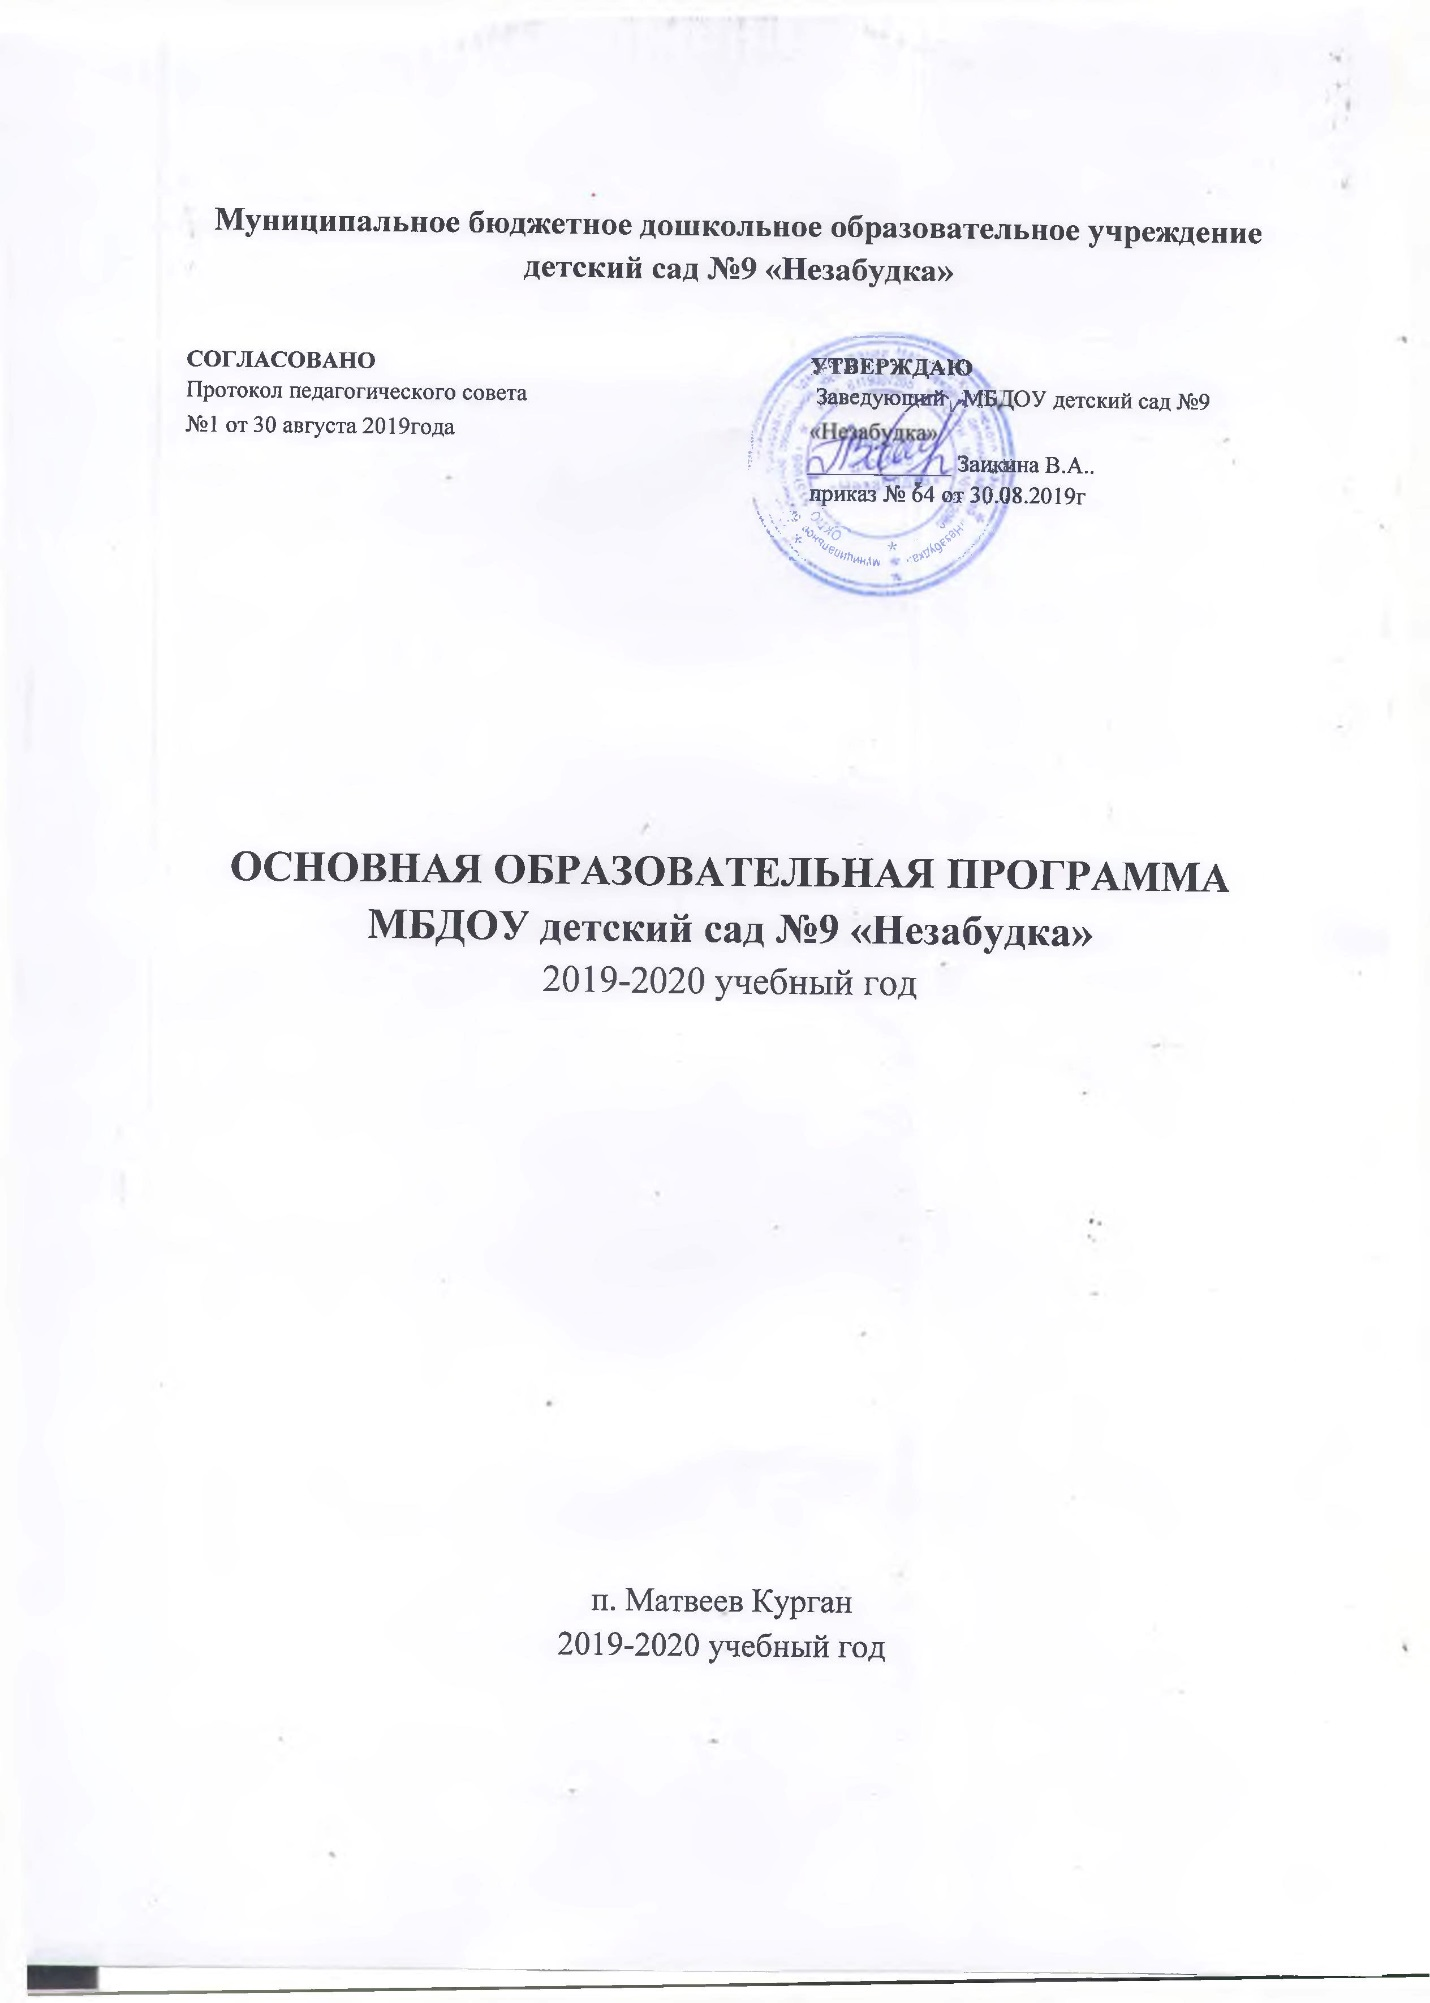 Муниципальное бюджетное дошкольное образовательное учреждение
детский сад №9 «Незабудка»
СОГЛАСОВАНО
Протокол педагогического совета
№1 от 30 августа 2019года
УТВЕРЖДАЮ
Заведующий МБДОУ детский сад №9
«Незабудка»
Заикина В.А..
приказ № 64 от 30.08.2019г
ОСНОВНАЯ ОБРАЗОВАТЕЛЬНАЯ ПРОГРАММА
МБДОУ детский сад №9 «Незабудка»
2019-2020 учебный год
п. Матвеев Курган
2019-2020 учебный год